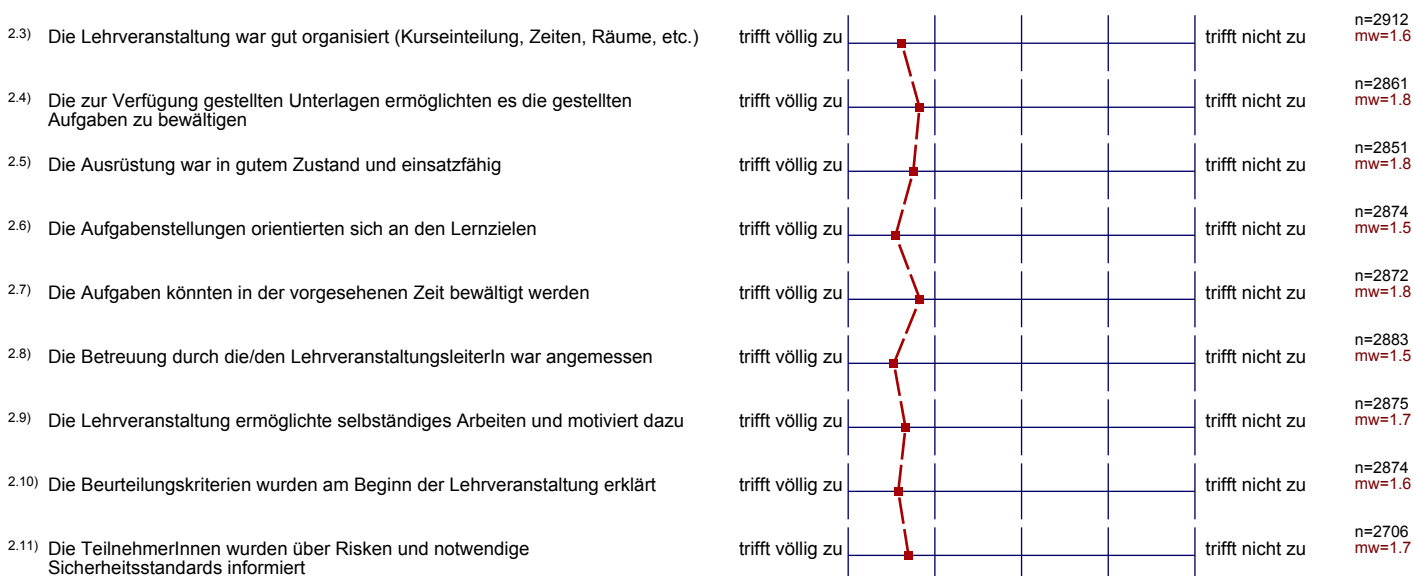 2.3) Die Lehrveranstaltung war gut organisiert (Kurseinteilung, Zeiten, Räume, etc.) trifft völlig zu trifft nicht zu n=2912
mw=1.6
2.4) Die zur Verfügung gestellten Unterlagen ermöglichten es die gestellten trifft völlig zu trifft nicht zu n=2861
Aufgaben zu bewältigen mw=1.8
2.5) Die Ausrüstung war in gutem Zustand und einsatzfähig trifft völlig zu trifft nicht zu n=2851
mw=1.8
2.6) Die Aufgabenstellungen orientierten sich an den Lernzielen trifft völlig zu trifft nicht zu n=2874
mw=1.5
2.7) Die Aufgaben könnten in der vorgesehenen Zeit bewältigt werden trifft völlig zu trifft nicht zu n=2872
mw=1.8
2.8) Die Betreuung durch die/den LehrveranstaltungsleiterIn war angemessen trifft völlig zu trifft nicht zu n=2883
mw=1.5
2.9) Die Lehrveranstaltung ermöglichte selbständiges Arbeiten und motiviert dazu trifft völlig zu trifft nicht zu n=2875
mw=1.7
2.10) Die Beurteilungskriterien wurden am Beginn der Lehrveranstaltung erklärt trifft völlig zu trifft nicht zu n=2874
mw=1.6
2.11) Die TeilnehmerInnen wurden über Risken und notwendige trifft völlig zu trifft nicht zu n=2706
Sicherheitsstandards informiert mw=1.7